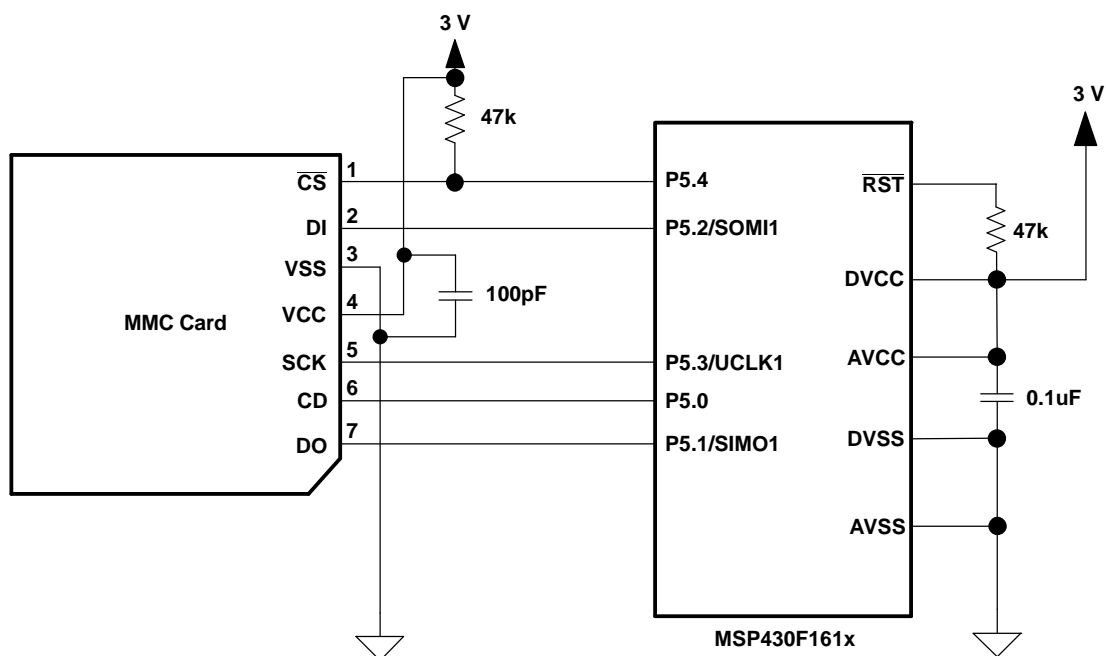 3 V
47k
3 V
CS
1
P5.4
RST
DI
2
P5.2/SOMI1
47k
VSS
3
DVCC
100pF
VCC
4
MMC Card
SCK
5
P5.3/UCLK1
AVCC
CD
6
P5.0
0.1uF
DO
7
P5.1/SIMO1
DVSS
AVSS
MSP430F161x